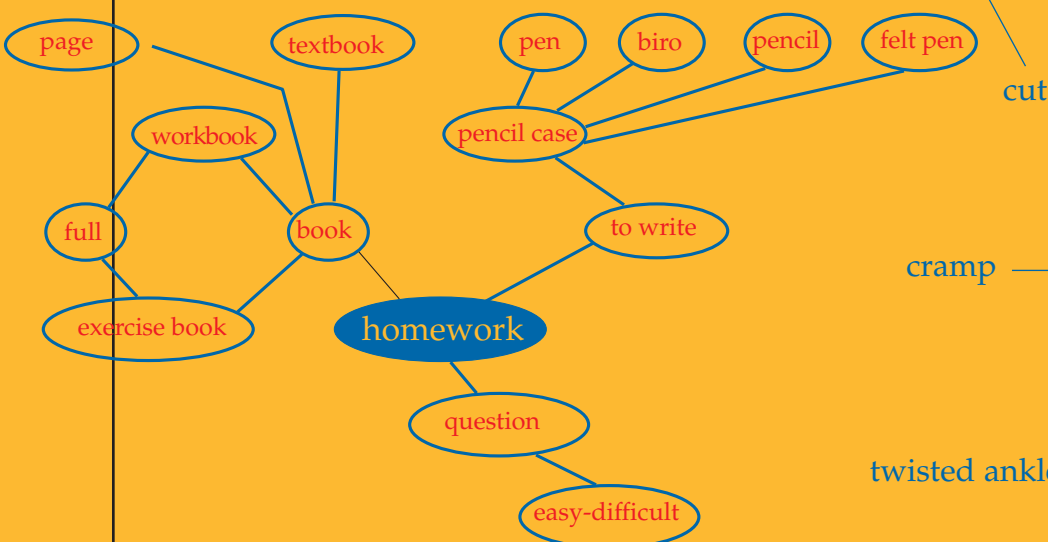 page
textbook
pen
biro
pencil
felt pen
cut
workbook
pencil case
full
book
to write
cramp
exercise book
homework
question
twisted ankle
easy-difficult